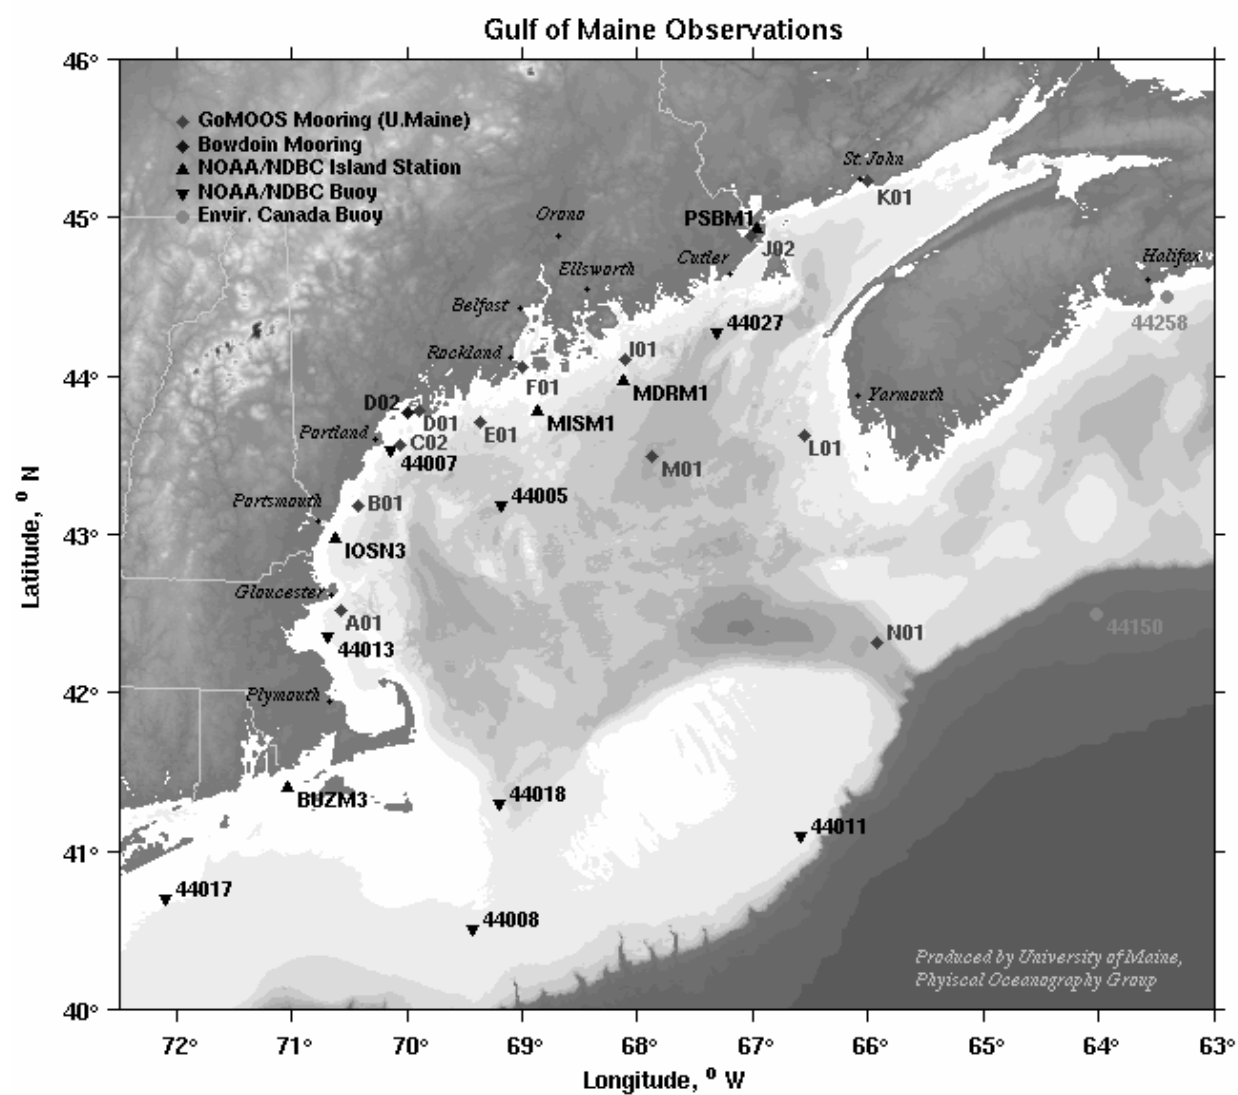 Gulf of Maine Observations
46°
GoMOOS Mooring (U.Maine)
Bowdoin Mooring
NOAA/NDBC Island Station
NOAA/NDBC Buoy
Envir. Canada Buoy
St. John
K01
45°
PSBM1
Orono
J02
Cutler
Halifax
Ellsworth
Belfast
44027
44258
Rockland
I01
44°
F01
MDRM1
Yarmouth
D02
D01
MISM1
Portland
C02
E01
L01
44007
M01
Portsmouth
B01
44005
43°
IOSN3
Gloucester
A01
N01
44150
44013
42°
Plymouth
BUZM3
44018
44011
41°
44017
44008
Produced by University of Maine,
Phyiscal Oceanography Group
40°
72°
71°
70°
69°
68°
67°
66°
65°
64°
63°
Longitude, ° W
Latitude, ° N